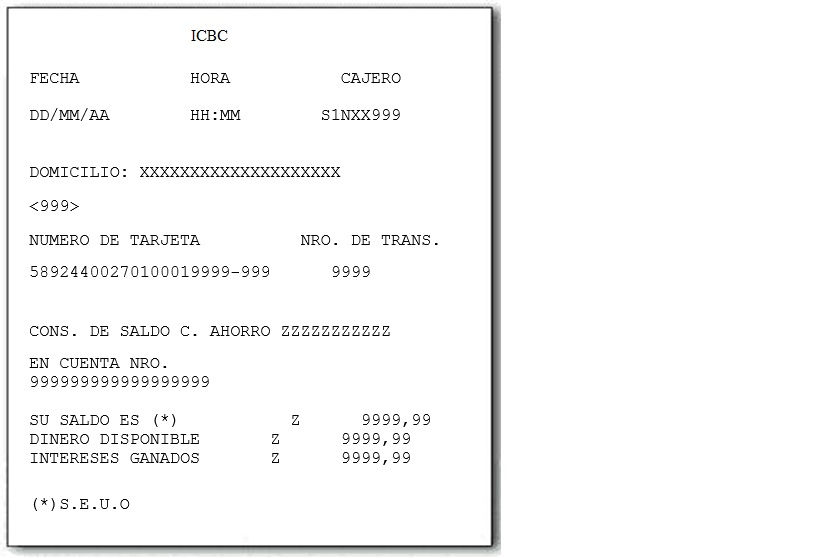 ICBC
FECHA HORA CAJERO
DD/MM/AA HH:MM S1NXX999
DOMICILIO: XXXXXXXXXXXXXXXXXXXX
<999>
NUMERO DE TARJETA NRO. DE TRANS.
58924400270100019999-999 9999
CONS. DE SALDO C. AHORRO ZZZZZZZZZZZ
EN CUENTA NRO.
999999999999999999
SU SALDO ES (*) Z 9999,99
DINERO DISPONIBLE Z 9999,99
INTERESES GANADOS Z 9999,99
(*)S.E.U.O